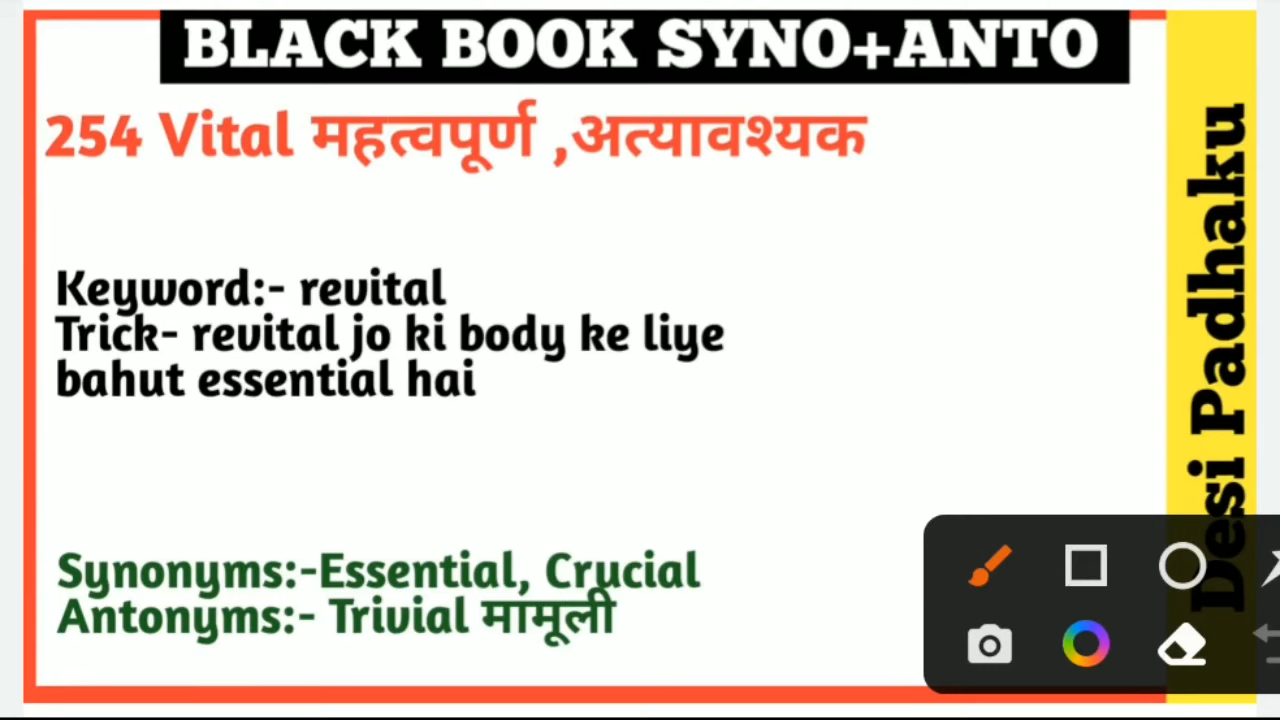 BLACK BOOK SYNO+ANTO
254 Vital महत्वपूर्ण ,अत्यावश्यक
Keyword:- revital
Trick- revital jo ki body ke liye
bahut essential hai
Synonyms:-Essential, Crucial
Antonyms:- Trivial मामूली
Desi Padhaku